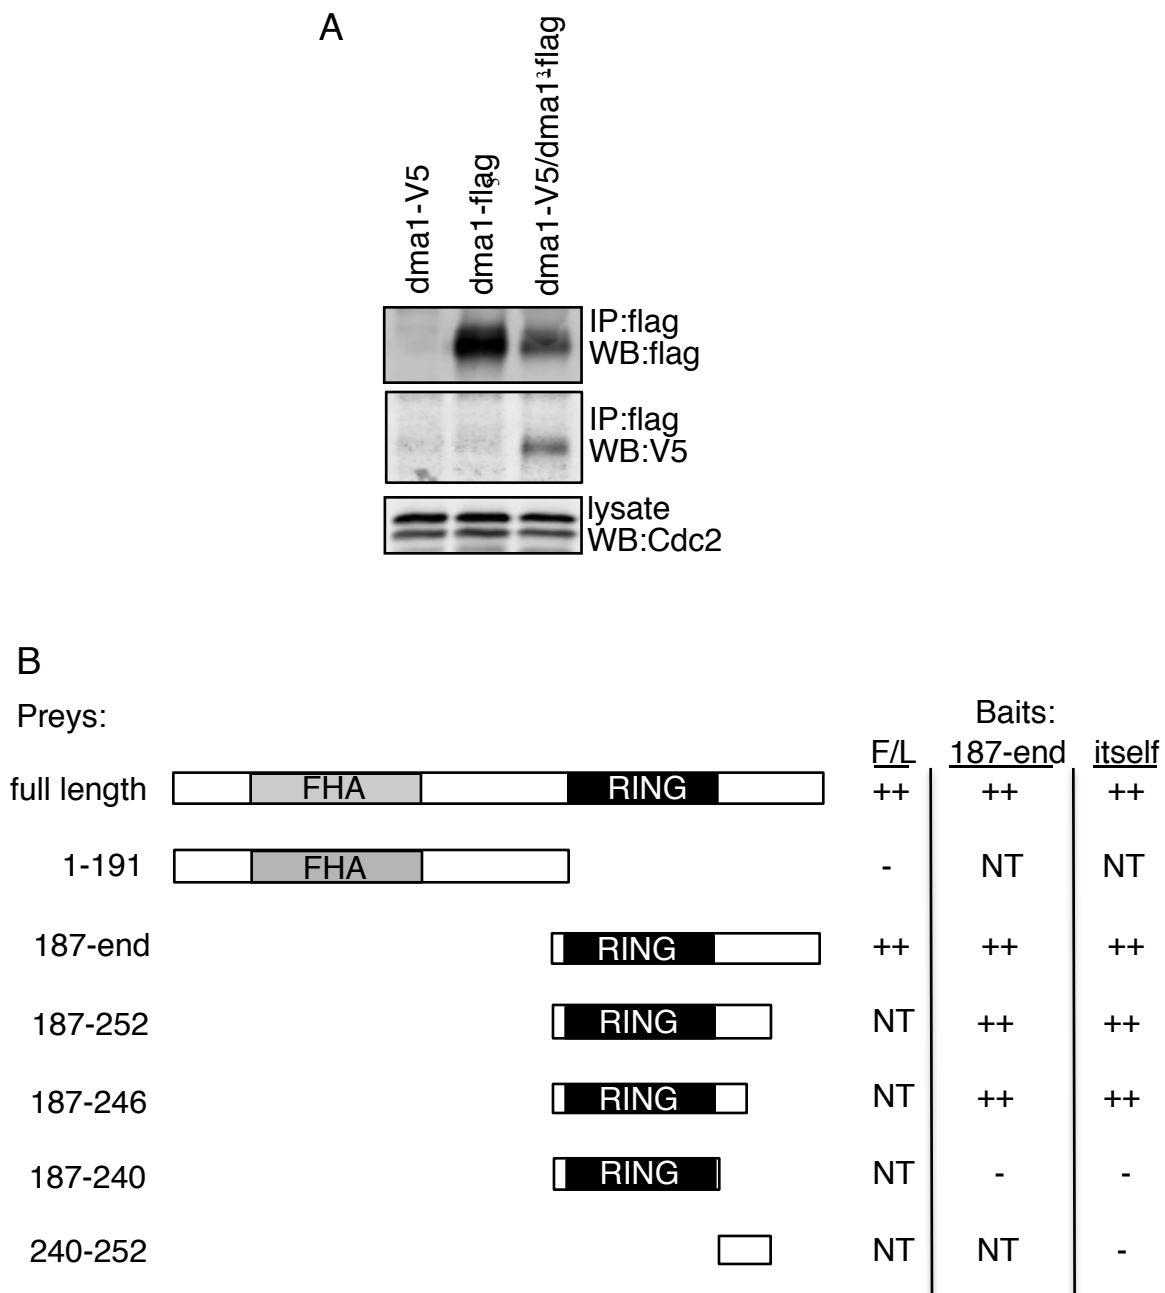 A
dma1-V5
dma1-flag
dma1-V5/dma1-flag
IP:flag
WB:flag
IP:flag
WB:V5
lysate
WB:Cdc2
B
Preys:
Baits:
F/L 187-end itself
full length FHA RING ++ ++ ++
1-191 FHA - NT NT
187-end RING ++ ++ ++
187-252 RING NT ++ ++
187-246 RING NT ++ ++
187-240 RING NT - -
240-252 NT NT -